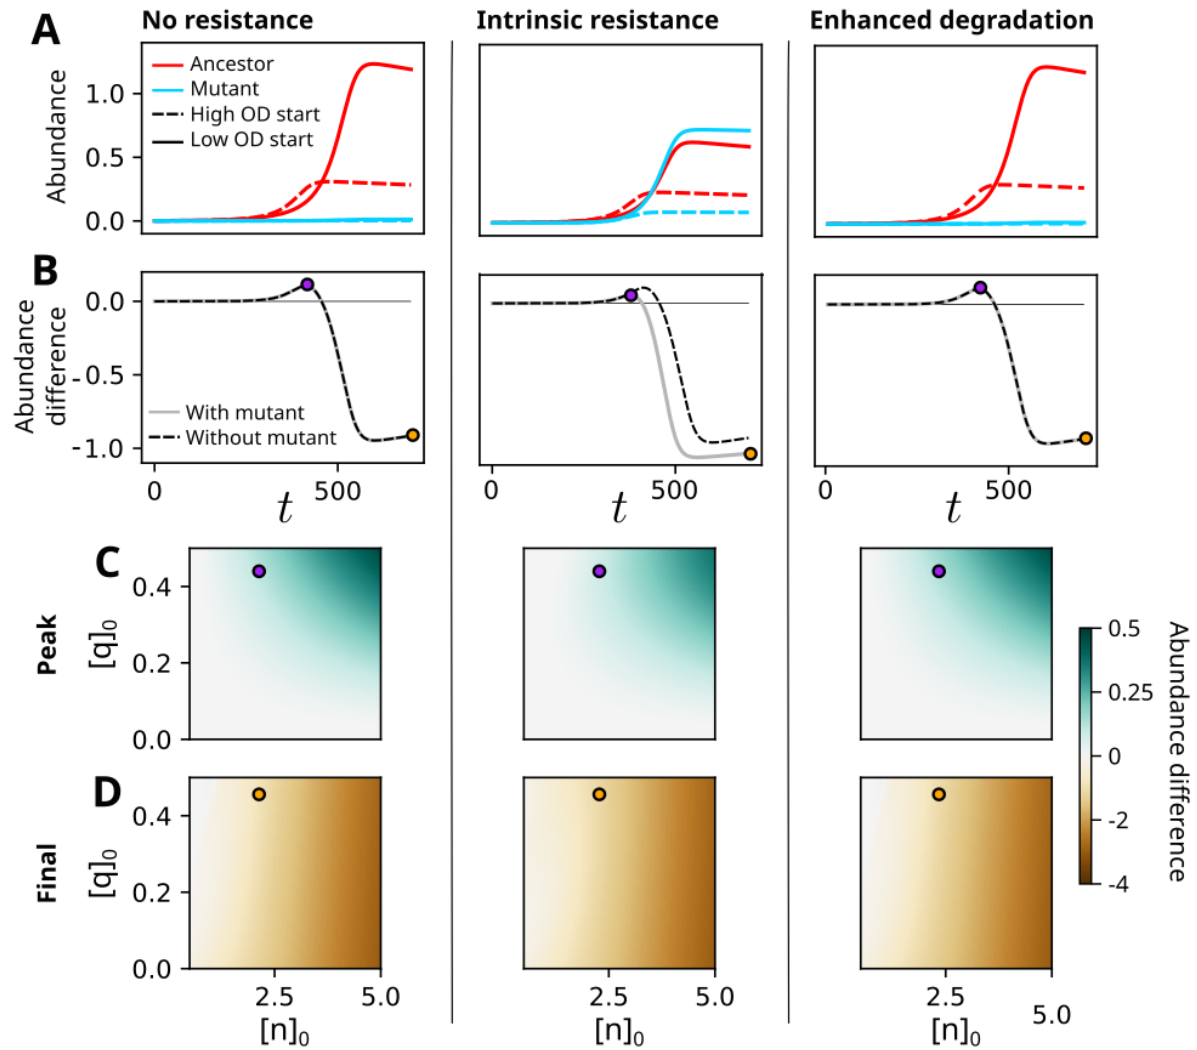 A
No resistance
Intrinsic resistance
Enhanced degradation
Abundance
1.0
0.5
0.0
Ancestor
Mutant
High OD start
Low OD start
B
Abundance
difference
0.0
-0.5
-1.0
With mutant
Without mutant
0
500
t
0
500
t
0
500
t
C
Peak
[q]0
0.4
0.2
0.0
D
Final
[q]0
0.4
0.2
0.0
2.5
5.0
[n]0
2.5
5.0
[n]0
2.5
5.0
[n]0
0.5
0.25
0
-2
-4
Abundance difference